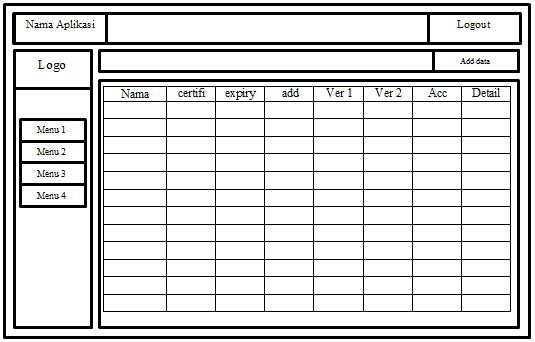 Nama Aplikasi
Logout
Logo
Add data
Nama certifi expiry add Ver 1 Ver 2 Acc Detail
Menu 1
Menu 2
Menu 3
Menu 4